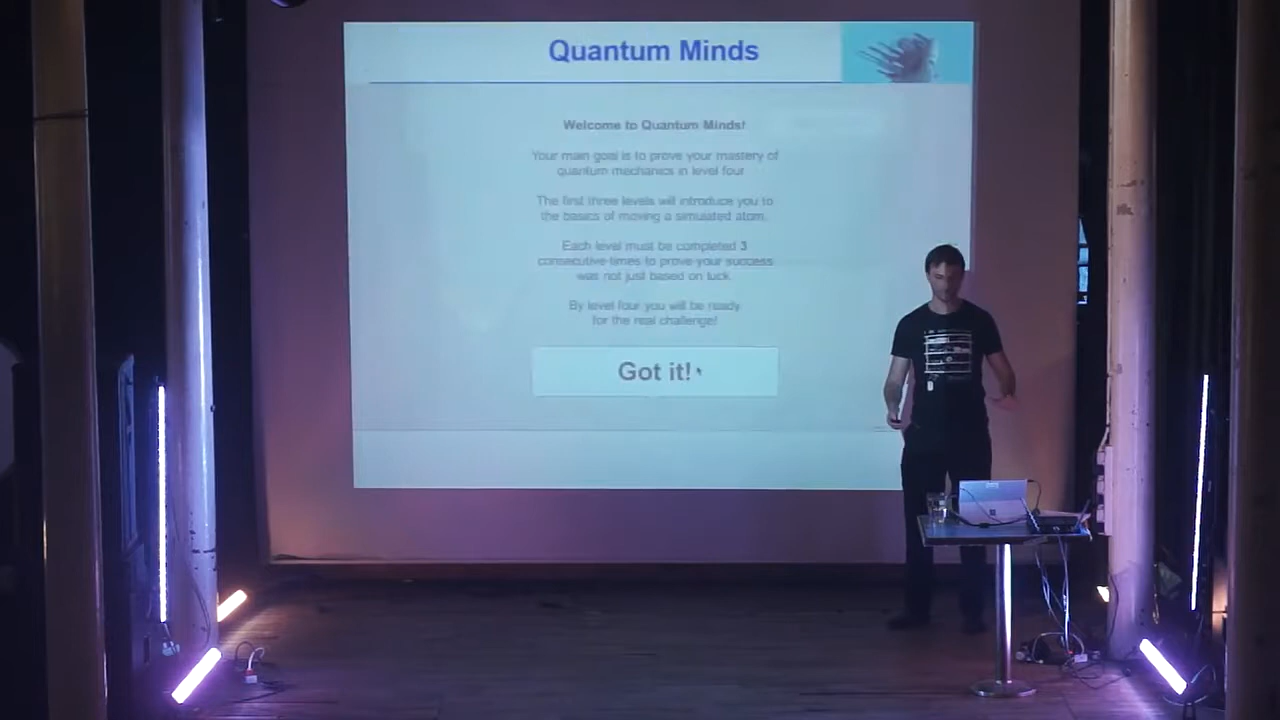 Quantum Minds
Welcome to Quantum Minds!
Your main goal is to prove your mastery of
quantum mechanics in level four
The first three levels will introduce you to
the basics of moving a simulated atom.
Each level must be completed 3
consecutive times to prove your success
was not just based on luck.
By level four you will be ready
for the real challenge!
Got it!